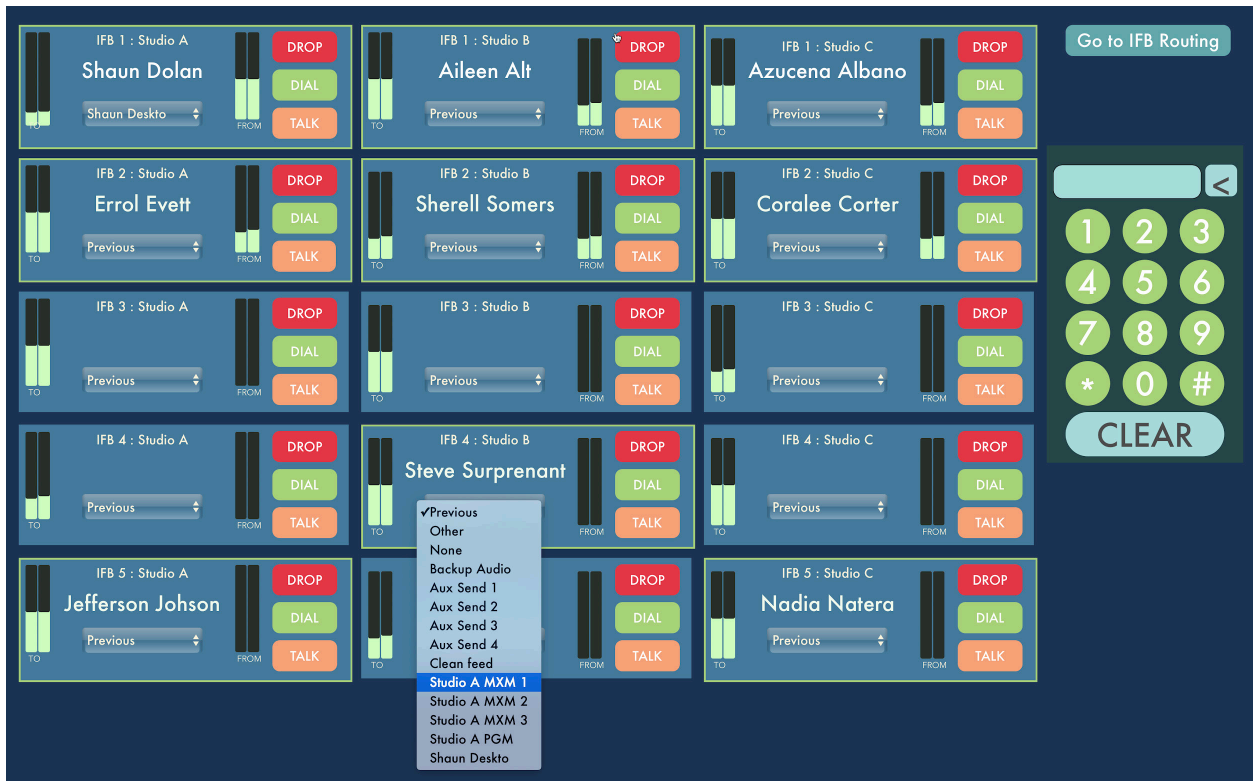 IFB 1 : Studio A
Shaun Dolan
Shaun Deskto
TO
FROM
DROP
DIAL
TALK
IFB 1 : Studio B
Aileen Alt
Previous
TO
FROM
DROP
DIAL
TALK
IFB 1 : Studio C
Azucena Albano
Previous
TO
FROM
DROP
DIAL
TALK
Go to IFB Routing
IFB 2 : Studio A
Errol Evett
Previous
TO
FROM
DROP
DIAL
TALK
IFB 2 : Studio B
Sherell Somers
Previous
TO
FROM
DROP
DIAL
TALK
IFB 2 : Studio C
Coralee Corter
Previous
TO
FROM
DROP
DIAL
TALK
<
1 2 3
4 5 6
7 8 9
* 0 #
CLEAR
IFB 3 : Studio A
Previous
TO
FROM
DROP
DIAL
TALK
IFB 3 : Studio B
Previous
TO
FROM
DROP
DIAL
TALK
IFB 3 : Studio C
Previous
TO
FROM
DROP
DIAL
TALK
IFB 4 : Studio A
Previous
TO
FROM
DROP
DIAL
TALK
IFB 4 : Studio B
Steve Surprenant
TO
FROM
DROP
DIAL
TALK
✓Previous
Other
None
Backup Audio
Aux Send 1
Aux Send 2
Aux Send 3
Aux Send 4
Clean feed
Studio A MXM 1
Studio A MXM 2
Studio A MXM 3
Studio A PGM
Shaun Deskto
IFB 4 : Studio C
Previous
TO
FROM
DROP
DIAL
TALK
IFB 5 : Studio A
Jefferson Johson
Previous
TO
FROM
DROP
DIAL
TALK
TO
FROM
DROP
DIAL
TALK
IFB 5 : Studio C
Nadia Natera
Previous
TO
FROM
DROP
DIAL
TALK